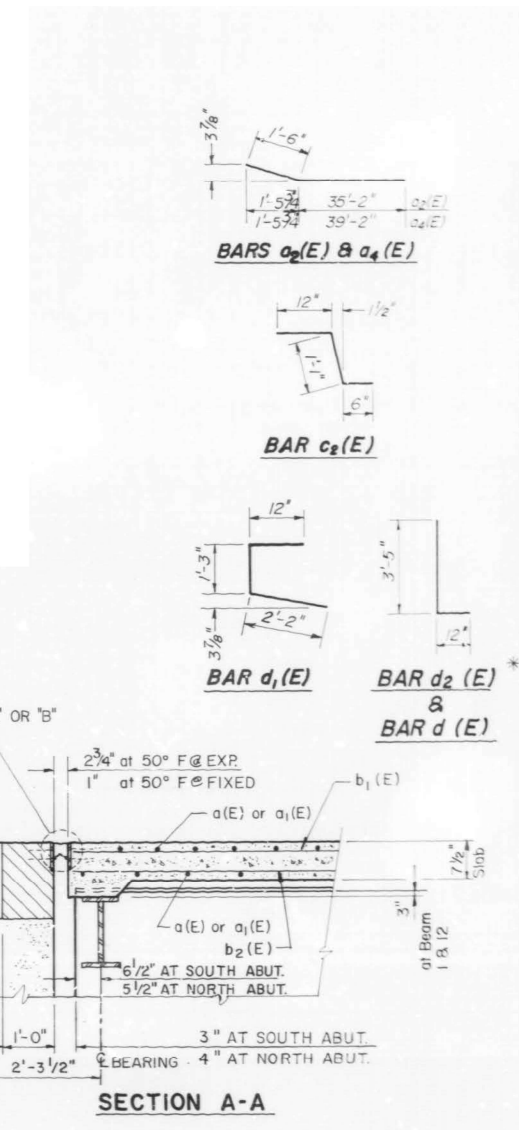 3 7/8"
1'-6"
1'-5 3/4" 35'-2" a2(E)
1'-5 3/4" 39'-2" a4(E)
BARS a2(E) & a4(E)
12" 1 1/2"
1'-1"
6"
BAR c2(E)
12"
1'-3"
3 7/8"
2'-2"
BAR d1(E)
3'-5"
12"
BAR d2 (E)
&
BAR d (E)
*
" OR "B"
2 3/4" at 50° F @ EXP.
1" at 50° F @ FIXED
b1(E)
a(E) or a1(E)
7 1/2"
Slab
a(E) or a1(E)
b2(E)
3"
at Beam
1 & 12
6 1/2" AT SOUTH ABUT.
5 1/2" AT NORTH ABUT.
1'-0"
3" AT SOUTH ABUT.
2'-3 1/2"
℄ BEARING
4" AT NORTH ABUT.
SECTION A-A